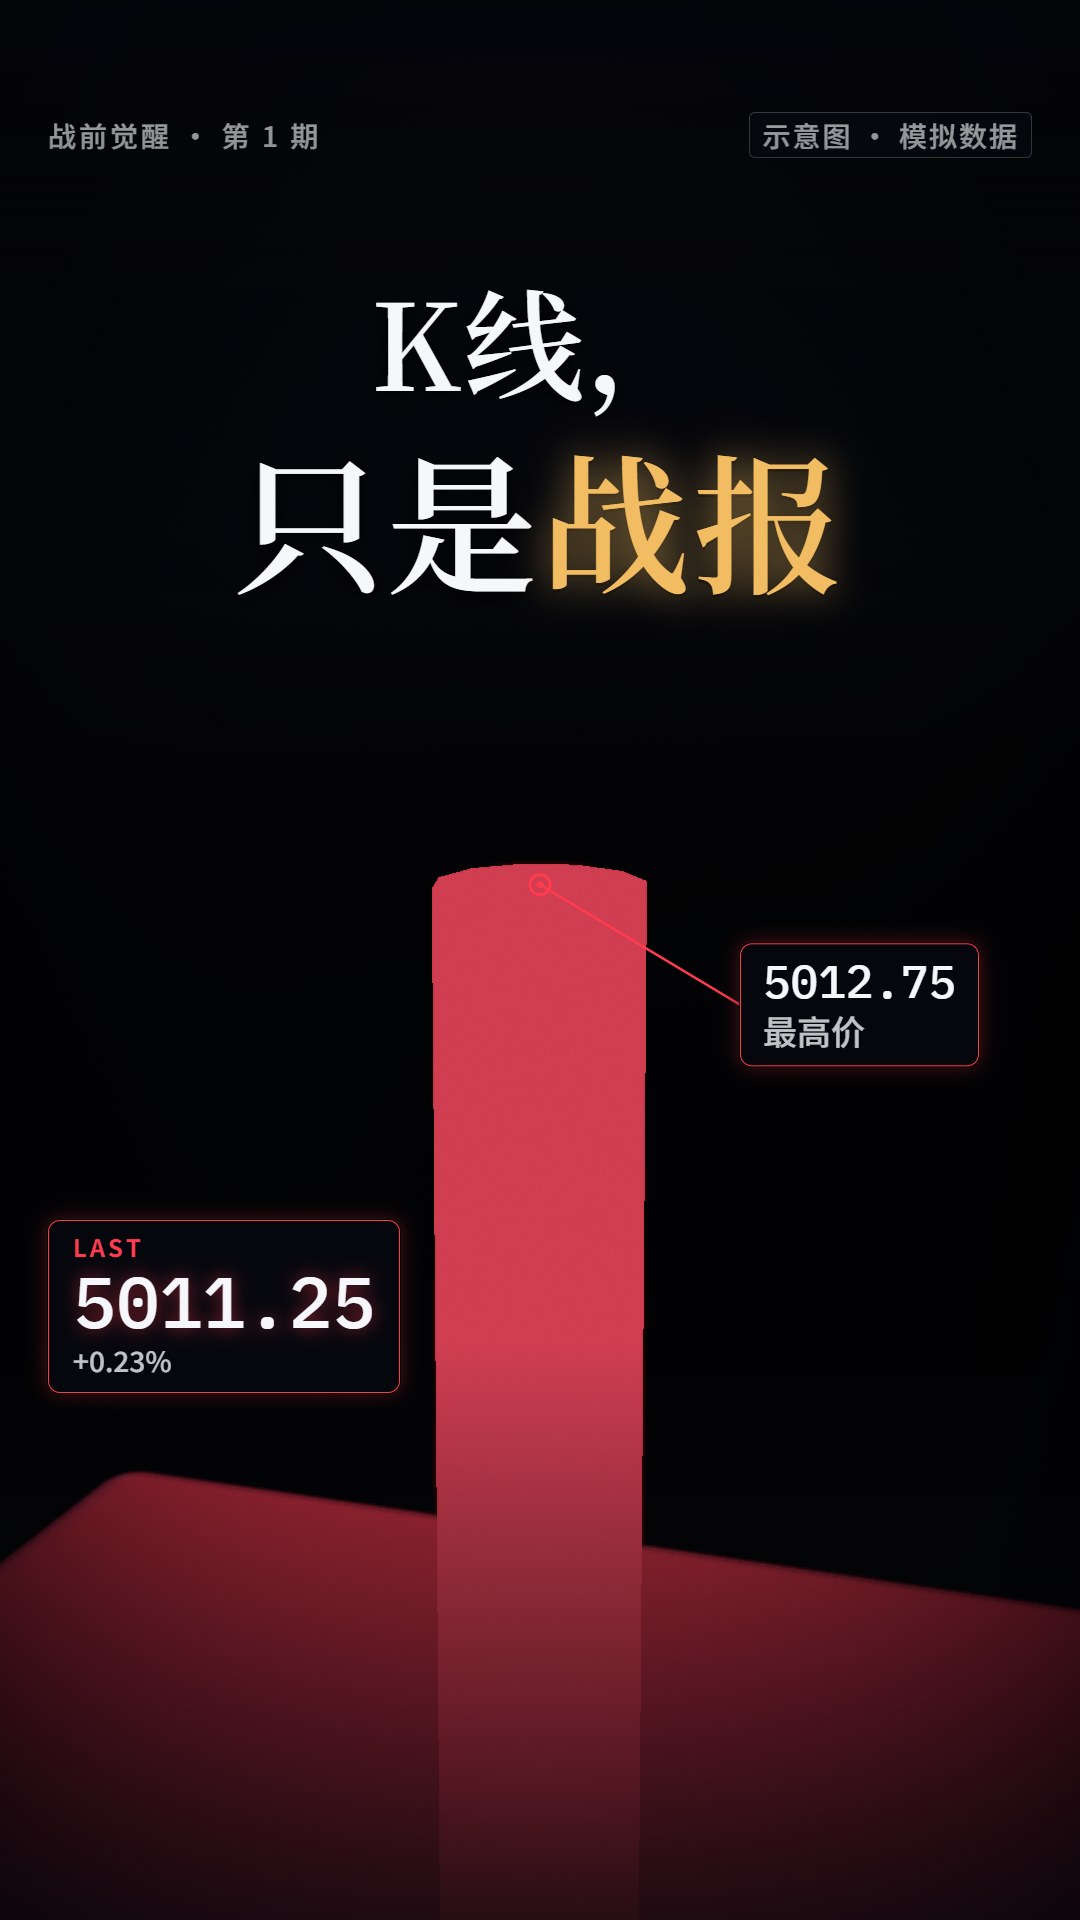 战前觉醒 · 第 1 期
示意图 · 模拟数据
K线,
只是战报
5012.75
最高价
LAST
5011.25
+0.23%